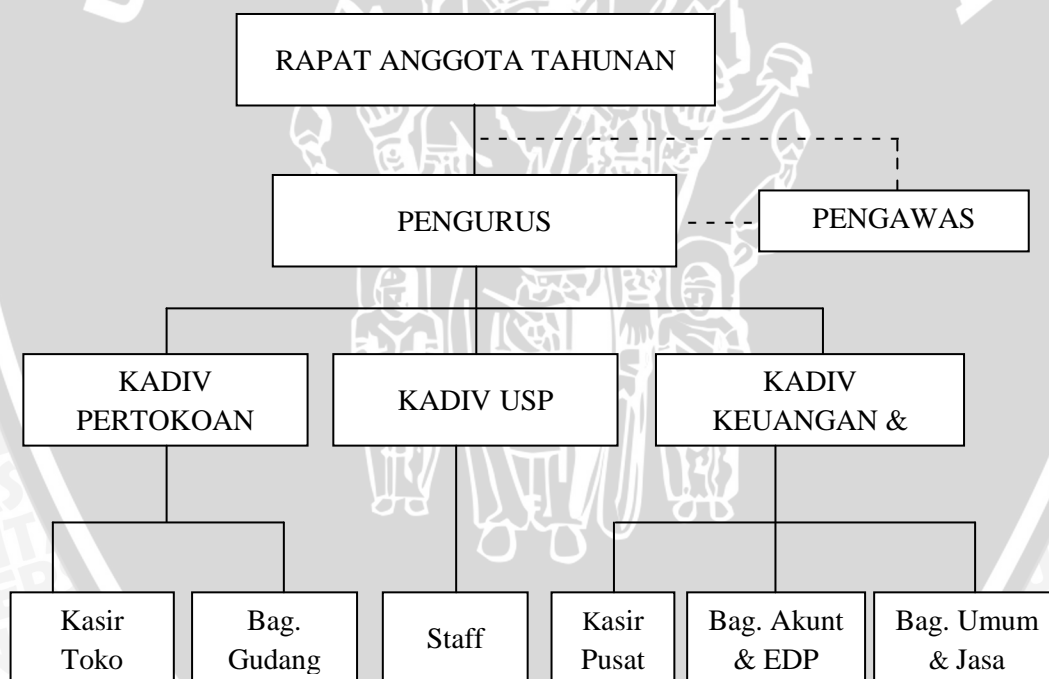 RAPAT ANGGOTA TAHUNAN
PENGURUS
PENGAWAS
KADIV
PERTOKOAN
KADIV USP
KADIV
KEUANGAN &
Kasir
Toko
Bag.
Gudang
Staff
Kasir
Pusat
Bag. Akunt
& EDP
Bag. Umum
& Jasa